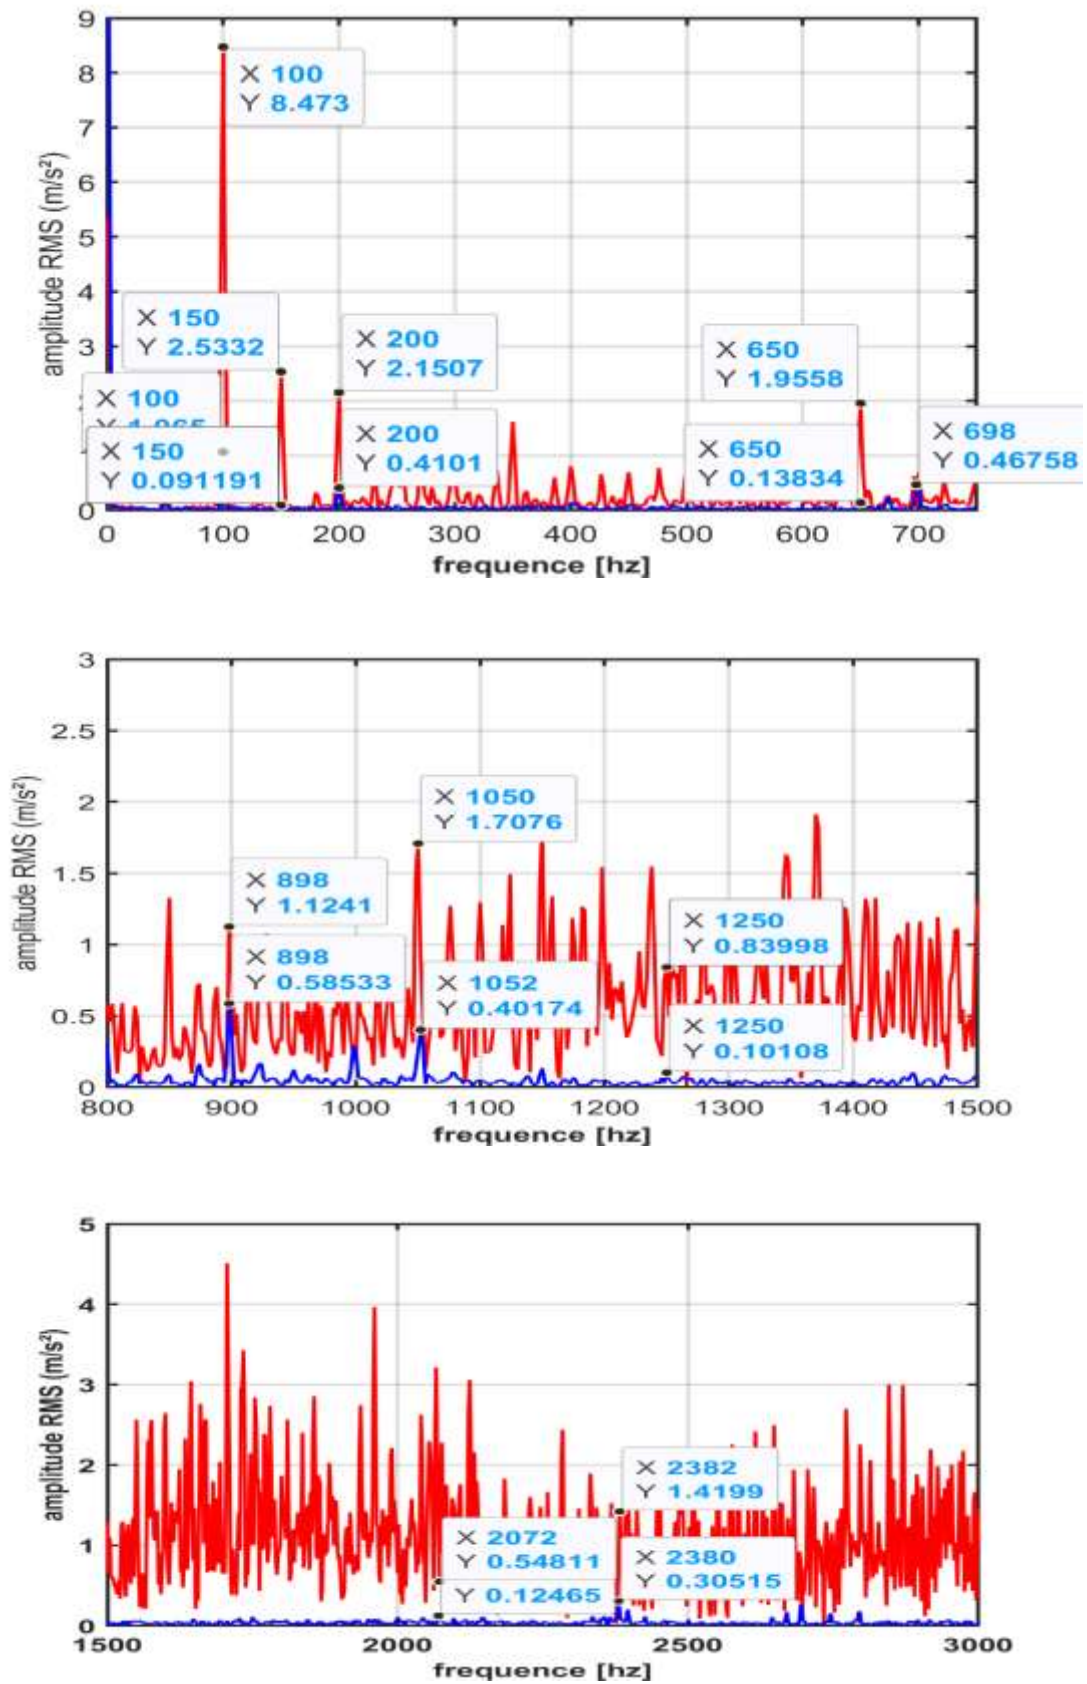 9
8
7
6
5
4
3
1
0
amplitude RMS (m/s²)
X 100
Y 8.473
X 150
Y 2.5332
X 200
Y 2.1507
X 650
Y 1.9558
X 100
X 200
Y 0.4101
X 698
Y 0.46758
X 150
Y 0.091191
X 650
Y 0.13834
0 100 200 300 400 500 600 700
frequence [hz]
3
2.5
2
1.5
1
0.5
0
amplitude RMS (m/s²)
X 1050
Y 1.7076
X 898
Y 1.1241
X 1250
Y 0.83998
X 898
Y 0.58533
X 1052
Y 0.40174
X 1250
Y 0.10108
800 900 1000 1100 1200 1300 1400 1500
frequence [hz]
5
4
3
2
1
0
amplitude RMS (m/s²)
X 2382
Y 1.4199
X 2072
Y 0.54811
X 2380
Y 0.30515
Y 0.12465
1500 2000 2500 3000
frequence [hz]